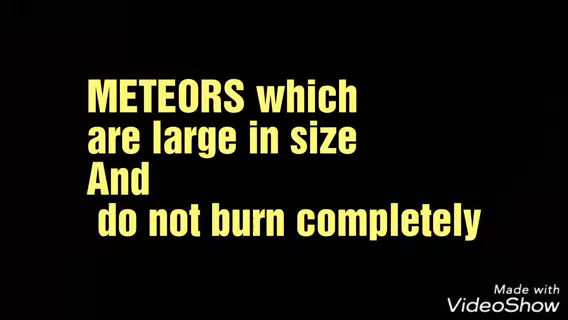 METEORS which
are large in size
And
do not burn completely
Made with
VideoShow